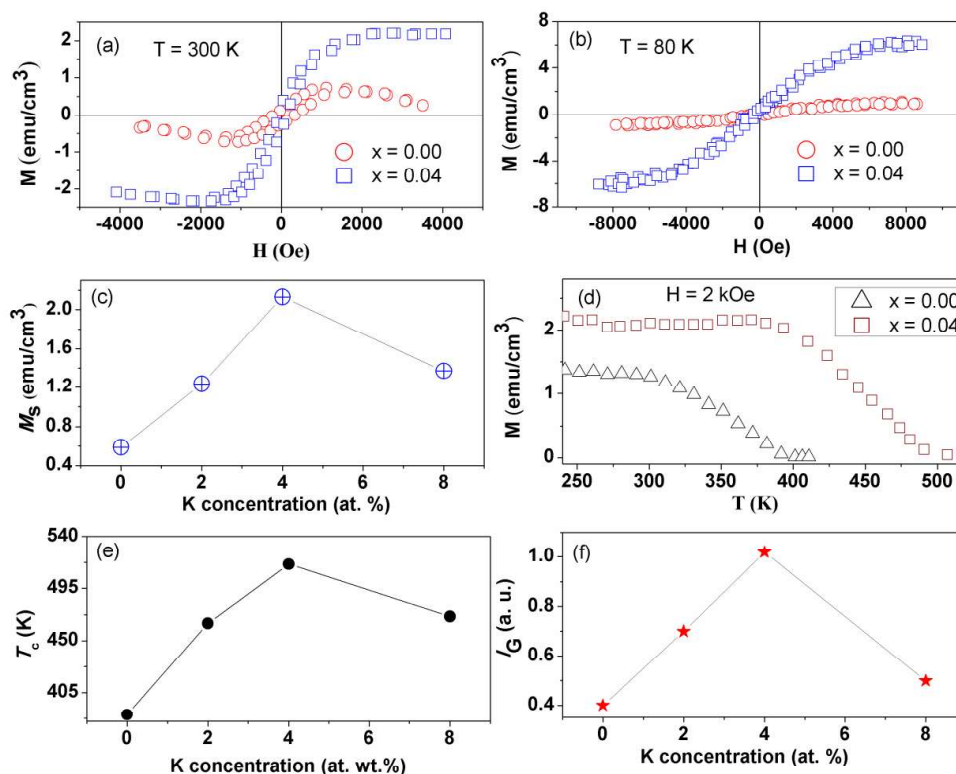 (a)
T = 300 K
M (emu/cm³)
2
1
0
-1
-2
x = 0.00
x = 0.04
-4000 -2000 0 2000 4000
H (Oe)
(b)
T = 80 K
M (emu/cm³)
8
4
0
-4
-8
x = 0.00
x = 0.04
-8000 -4000 0 4000 8000
H (Oe)
(c)
Ms (emu/cm³)
2.0
1.6
1.2
0.8
0.4
0 2 4 6 8
K concentration (at. %)
(d)
H = 2 kOe
x = 0.00
x = 0.04
M (emu/cm³)
2
1
0
250 300 350 400 450 500
T (K)
(e)
Tc (K)
540
495
450
405
0 2 4 6 8
K concentration (at. wt.%)
(f)
IG (a. u.)
1.0
0.8
0.6
0.4
0 2 4 6 8
K concentration (at. %)